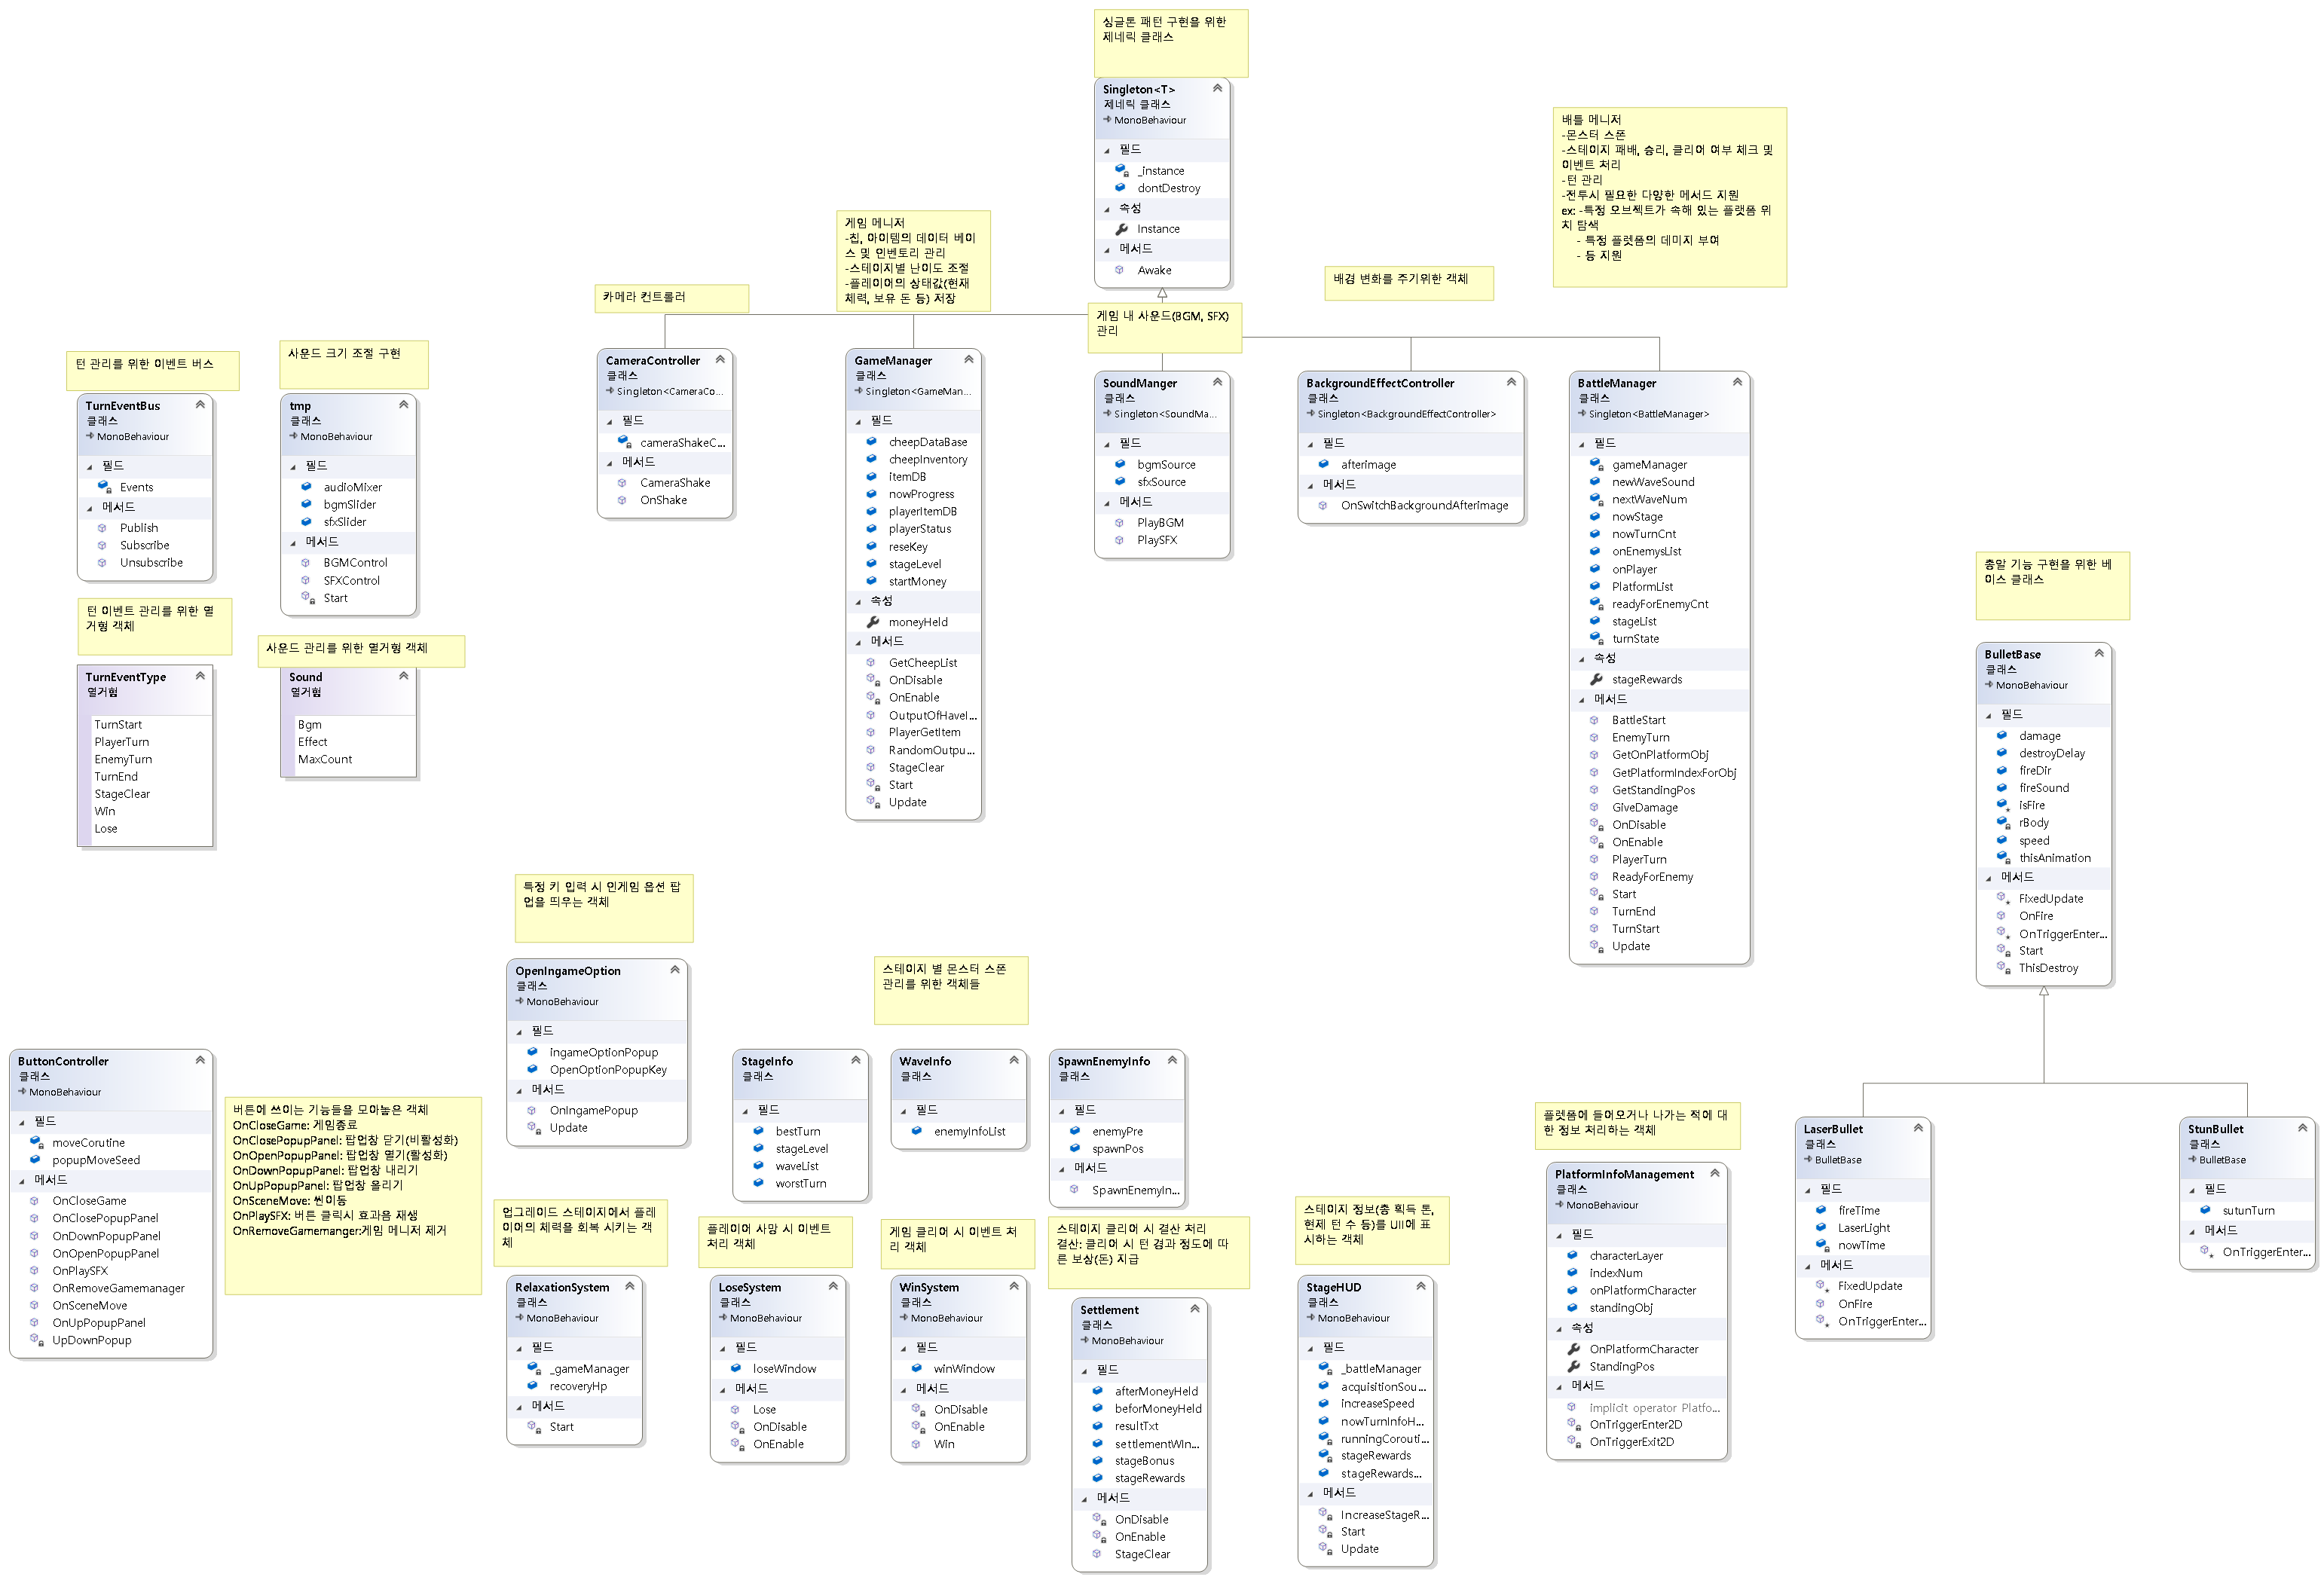 싱글톤 패턴 구현을 위한
제네릭 클래스
Singleton<T>
제네릭 클래스
MonoBehaviour
필드
_instance
dontDestroy
속성
Instance
메서드
Awake
배틀 메니저
-몬스터 스폰
-스테이지 패배, 승리, 클리어 여부 체크 및
이벤트 처리
-턴 관리
-전투시 필요한 다양한 메서드 지원
ex: -특정 오브젝트가 속해 있는 플랫폼 위
치 탐색
- 특정 플랫폼의 데미지 부여
- 등 지원
게임 메니저
-칩, 아이템의 데이터 베이
스 및 인벤토리 관리
-스테이지별 난이도 조절
-플레이어의 상태값(현재
체력, 보유 돈 등) 저장
배경 변화를 주기위한 객체
카메라 컨트롤러
게임 내 사운드(BGM, SFX)
관리
턴 관리를 위한 이벤트 버스
사운드 크기 조절 구현
TurnEventBus
클래스
MonoBehaviour
필드
Events
메서드
Publish
Subscribe
Unsubscribe
tmp
클래스
MonoBehaviour
필드
audioMixer
bgmSlider
sfxSlider
메서드
BGMControl
SFXControl
Start
CameraController
클래스
Singleton<CameraCo...
필드
cameraShakeC...
메서드
CameraShake
OnShake
GameManager
클래스
Singleton<GameMan...
필드
cheepDataBase
cheepInventory
itemDB
nowProgress
playerItemDB
playerStatus
reseKey
stageLevel
startMoney
속성
moneyHeld
메서드
GetCheepList
OnDisable
OnEnable
OutputOfHaveI...
PlayerGetItem
RandomOutpu...
StageClear
Start
Update
SoundManger
클래스
Singleton<SoundMa...
필드
bgmSource
sfxSource
메서드
PlayBGM
PlaySFX
BackgroundEffectController
클래스
Singleton<BackgroundEffectController>
필드
afterimage
메서드
OnSwitchBackgroundAfterimage
BattleManager
클래스
Singleton<BattleManager>
필드
gameManager
newWaveSound
nextWaveNum
nowStage
nowTurnCnt
onEnemysList
onPlayer
PlatformList
readyForEnemyCnt
stageList
turnState
속성
stageRewards
메서드
BattleStart
EnemyTurn
GetOnPlatformObj
GetPlatformIndexForObj
GetStandingPos
GiveDamage
OnDisable
OnEnable
PlayerTurn
ReadyForEnemy
Start
TurnEnd
TurnStart
Update
턴 이벤트 관리를 위한 열
거형 객체
사운드 관리를 위한 열거형 객체
TurnEventType
열거형
TurnStart
PlayerTurn
EnemyTurn
TurnEnd
StageClear
Win
Lose
Sound
열거형
Bgm
Effect
MaxCount
총알 기능 구현을 위한 베
이스 클래스
BulletBase
클래스
MonoBehaviour
필드
damage
destroyDelay
fireDir
fireSound
isFire
rBody
speed
thisAnimation
메서드
FixedUpdate
OnFire
OnTriggerEnter...
Start
ThisDestroy
특정 키 입력 시 인게임 옵션 팝
업을 띄우는 객체
OpenIngameOption
클래스
MonoBehaviour
필드
ingameOptionPopup
OpenOptionPopupKey
메서드
OnIngamePopup
Update
스테이지 별 몬스터 스폰
관리를 위한 객체들
StageInfo
클래스
필드
bestTurn
stageLevel
waveList
worstTurn
WaveInfo
클래스
필드
enemyInfoList
SpawnEnemyInfo
클래스
필드
enemyPre
spawnPos
메서드
SpawnEnemyIn...
ButtonController
클래스
MonoBehaviour
필드
moveCorutine
popupMoveSeed
메서드
OnCloseGame
OnClosePopupPanel
OnDownPopupPanel
OnOpenPopupPanel
OnPlaySFX
OnRemoveGamemanager
OnSceneMove
OnUpPopupPanel
UpDownPopup
버튼에 쓰이는 기능들을 모아놓은 객체
OnCloseGame: 게임종료
OnClosePopupPanel: 팝업창 닫기(비활성화)
OnOpenPopupPanel: 팝업창 열기(활성화)
OnDownPopupPanel: 팝업창 내리기
OnUpPopupPanel: 팝업창 올리기
OnSceneMove: 씬이동
OnPlaySFX: 버튼 클릭시 효과음 재생
OnRemoveGamemanger:게임 메니저 제거
업그레이드 스테이지에서 플레
이어의 체력을 회복 시키는 객
체
RelaxationSystem
클래스
MonoBehaviour
필드
_gameManager
recoveryHp
메서드
Start
플레이어 사망 시 이벤트
처리 객체
LoseSystem
클래스
MonoBehaviour
필드
loseWindow
메서드
Lose
OnDisable
OnEnable
게임 클리어 시 이벤트 처
리 객체
WinSystem
클래스
MonoBehaviour
필드
winWindow
메서드
OnDisable
OnEnable
Win
스테이지 클리어 시 결산 처리
결산: 클리어 시 턴 경과 정도에 따
른 보상(돈) 지급
Settlement
클래스
MonoBehaviour
필드
afterMoneyHeld
beforMoneyHeld
resultTxt
settlementWin...
stageBonus
stageRewards
메서드
OnDisable
OnEnable
StageClear
스테이지 정보(총 획득 돈,
현제 턴 수 등)를 UI에 표
시하는 객체
StageHUD
클래스
MonoBehaviour
필드
_battleManager
acquisitionSou...
increaseSpeed
nowTurnInfoH...
runningCorouti...
stageRewards
stageRewards...
메서드
IncreaseStageR...
Start
Update
플렛폼에 들어오거나 나가는 적에 대
한 정보 처리하는 객체
PlatformInfoManagement
클래스
MonoBehaviour
필드
characterLayer
indexNum
onPlatformCharacter
standingObj
속성
OnPlatformCharacter
StandingPos
메서드
implicit operator Platfo...
OnTriggerEnter2D
OnTriggerExit2D
LaserBullet
클래스
BulletBase
필드
fireTime
LaserLight
nowTime
메서드
FixedUpdate
OnFire
OnTriggerEnter...
StunBullet
클래스
BulletBase
필드
sutunTurn
메서드
OnTriggerEnter...